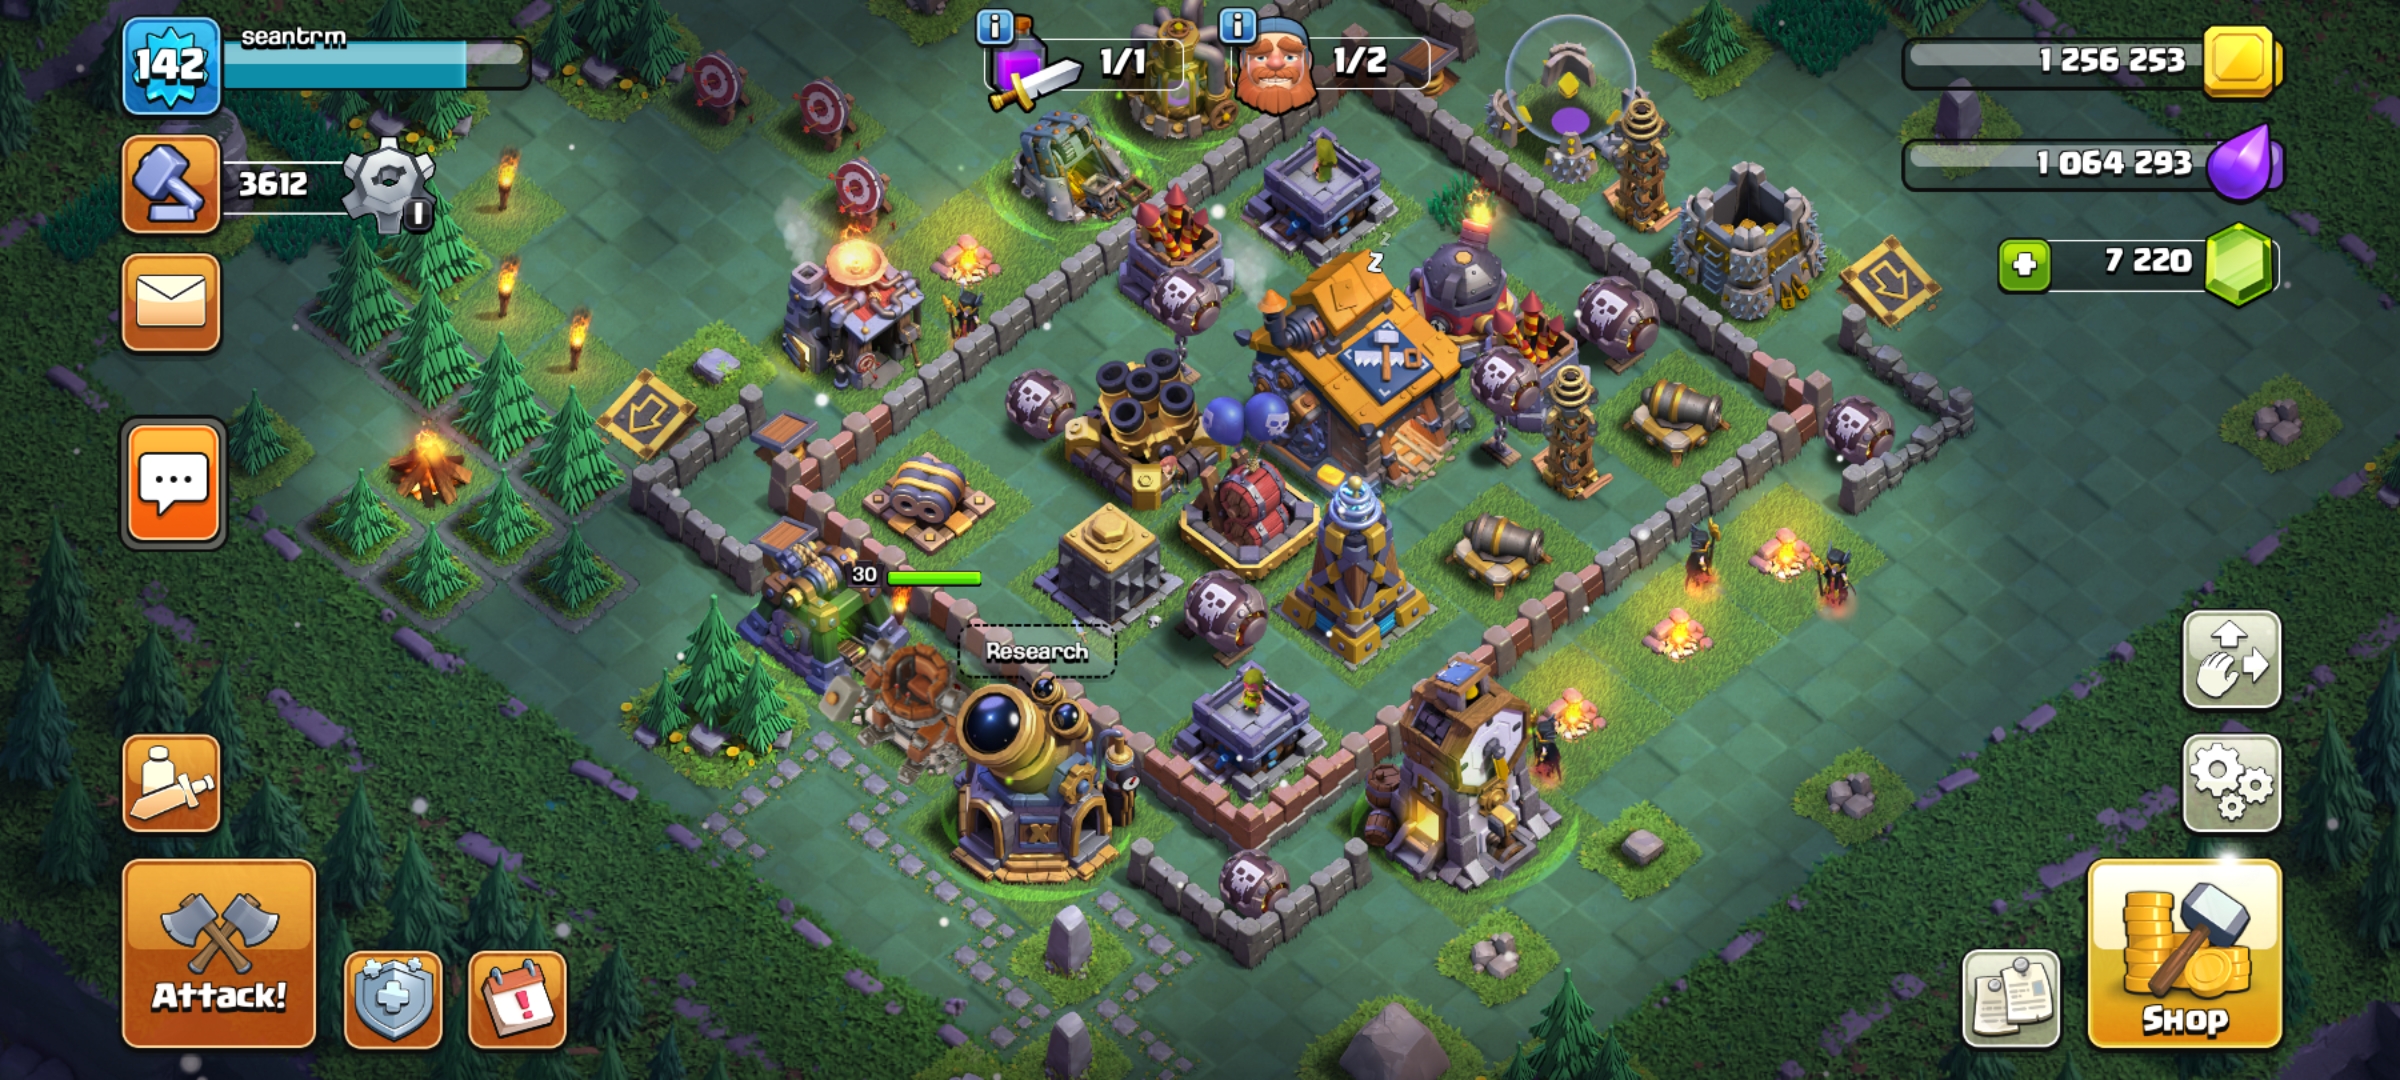 142
seantrm
1/1
1/2
1 256 253
3612
I
1 064 293
7 220
z
z
30
Research
Attack!
Shop